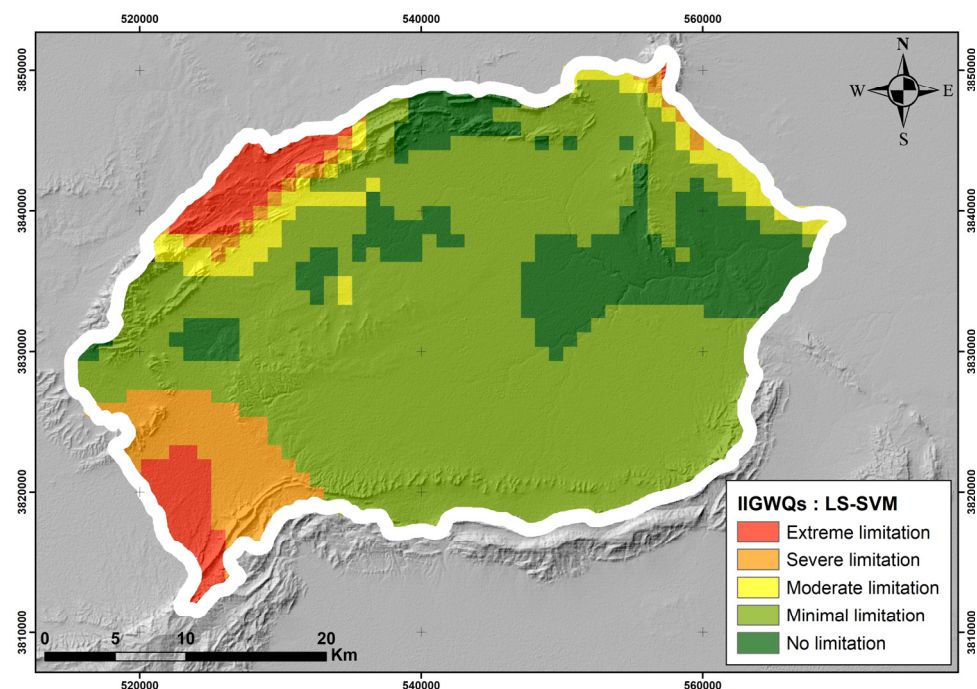 520000 540000 560000
3850000 3850000
N
W E
S
3840000 3840000
3830000 3830000
3820000 3820000
IIGWQs : LS-SVM
Extreme limitation
Severe limitation
Moderate limitation
Minimal limitation
No limitation
3810000 3810000
0 5 10 20
Km
520000 540000 560000